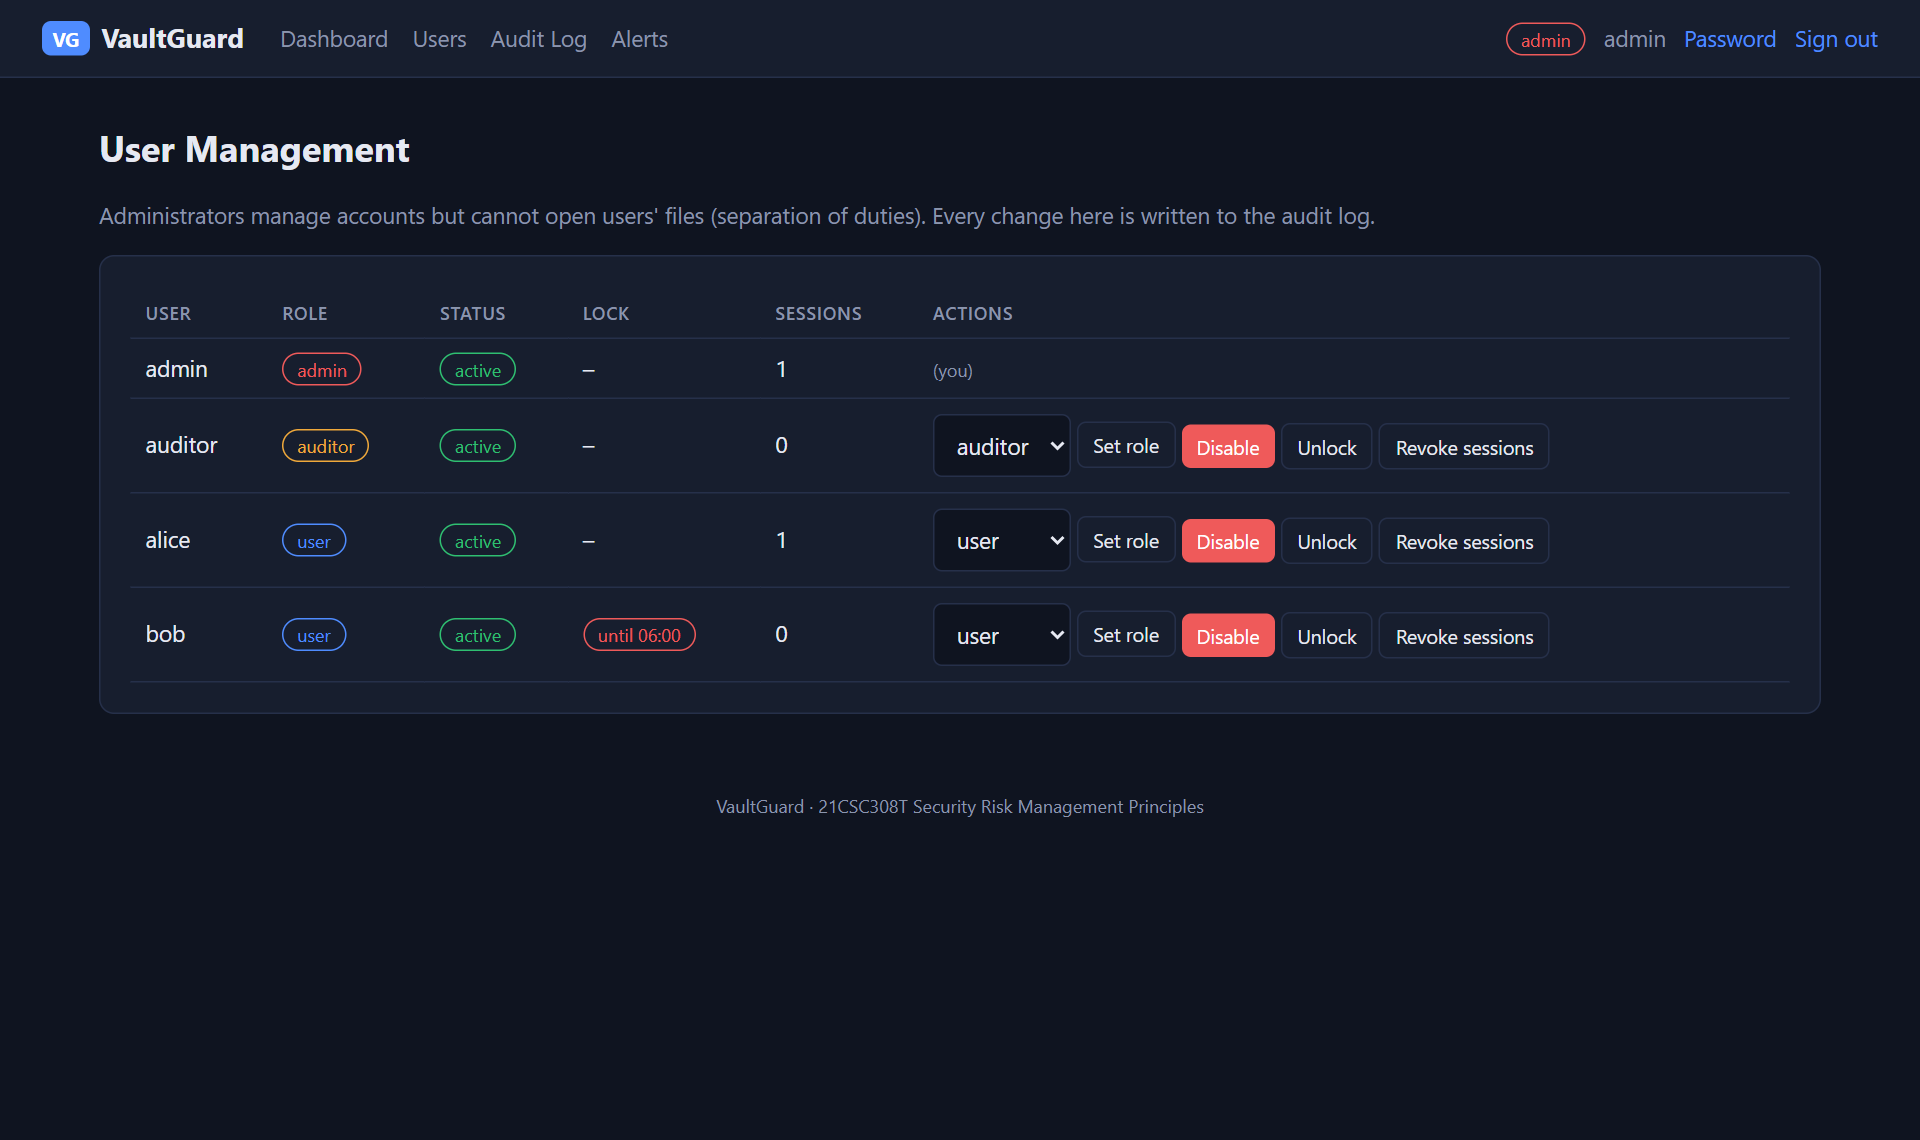 VG VaultGuard Dashboard Users Audit Log Alerts admin admin Password Sign out
User Management
Administrators manage accounts but cannot open users' files (separation of duties). Every change here is written to the audit log.
USER ROLE STATUS LOCK SESSIONS ACTIONS
admin admin active – 1 (you)
auditor auditor active – 0 auditor Set role Disable Unlock Revoke sessions
alice user active – 1 user Set role Disable Unlock Revoke sessions
bob user active until 06:00 0 user Set role Disable Unlock Revoke sessions
VaultGuard · 21CSC308T Security Risk Management Principles